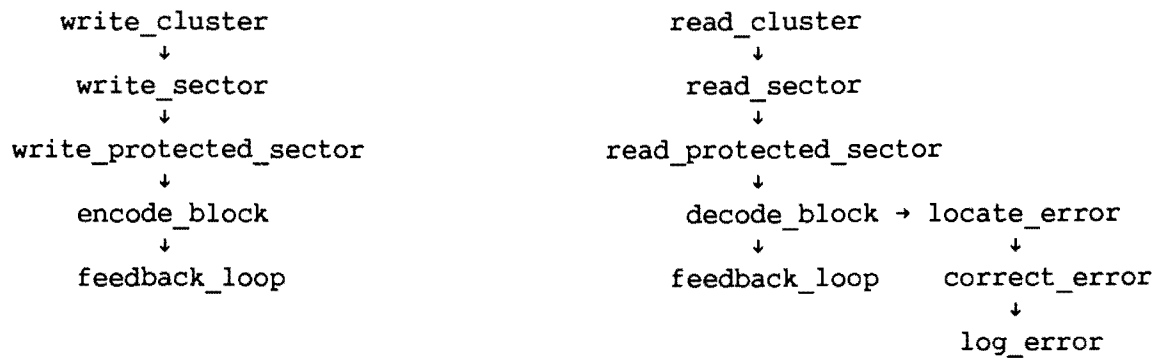 write_cluster read_cluster
↓ ↓
write_sector read_sector
↓ ↓
write_protected_sector read_protected_sector
↓ ↓
encode_block decode_block → locate_error
↓ ↓ ↓
feedback_loop feedback_loop correct_error
↓
log_error